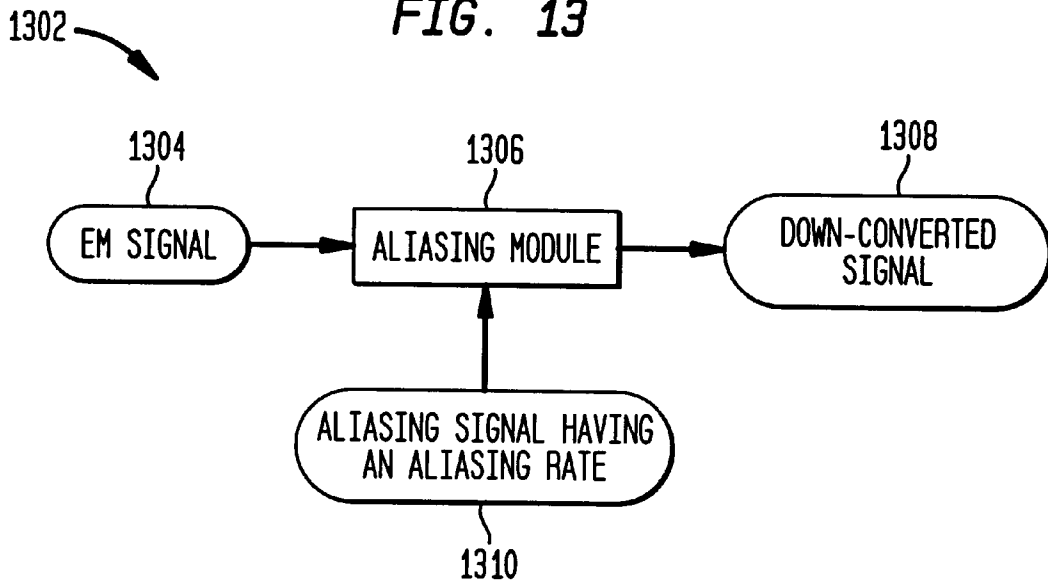 FIG. 13
1302
1304
1306
1308
EM SIGNAL
ALIASING MODULE
DOWN-CONVERTED
SIGNAL
ALIASING SIGNAL HAVING
AN ALIASING RATE
1310